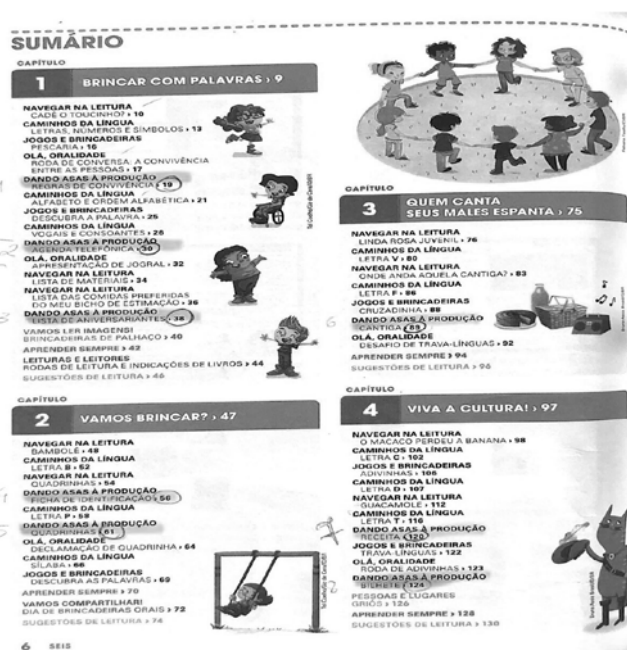 SUMÁRIO
CAPÍTULO
1 BRINCAR COM PALAVRAS › 9
NAVEGAR NA LEITURA
CADÊ O TOUCINHO? › 10
CAMINHOS DA LÍNGUA
LETRAS, NÚMEROS E SÍMBOLOS › 13
JOGOS E BRINCADEIRAS
PESCARIA › 16
OLÁ, ORALIDADE
RODA DE CONVERSA: A CONVIVÊNCIA
ENTRE AS PESSOAS › 17
DANDO ASAS À PRODUÇÃO
REGRAS DE CONVIVÊNCIA › 19
CAMINHOS DA LÍNGUA
ALFABETO E ORDEM ALFABÉTICA › 21
JOGOS E BRINCADEIRAS
DESCUBRA A PALAVRA › 25
CAMINHOS DA LÍNGUA
VOGAIS E CONSOANTES › 26
DANDO ASAS À PRODUÇÃO
AGENDA TELEFÔNICA › 30
OLÁ, ORALIDADE
APRESENTAÇÃO DE JOGRAL › 32
NAVEGAR NA LEITURA
LISTA DE MATERIAIS › 34
NAVEGAR NA LEITURA
LISTA DAS COMIDAS PREFERIDAS
DO MEU BICHO DE ESTIMAÇÃO › 36
DANDO ASAS À PRODUÇÃO
LISTA DE ANIVERSARIANTES › 38
VAMOS LER IMAGENS!
BRINCADEIRAS DE PALHAÇO › 40
APRENDER SEMPRE › 42
LEITURAS E LEITORES
RODAS DE LEITURA E INDICAÇÕES DE LIVROS › 44
SUGESTÕES DE LEITURA › 46
CAPÍTULO
2 VAMOS BRINCAR? › 47
NAVEGAR NA LEITURA
BAMBOLÊ › 48
CAMINHOS DA LÍNGUA
LETRA B › 52
NAVEGAR NA LEITURA
QUADRINHAS › 54
DANDO ASAS À PRODUÇÃO
FICHA DE IDENTIFICAÇÃO › 56
CAMINHOS DA LÍNGUA
LETRA P › 58
DANDO ASAS À PRODUÇÃO
QUADRINHAS › 61
OLÁ, ORALIDADE
DECLAMAÇÃO DE QUADRINHA › 64
CAMINHOS DA LÍNGUA
SÍLABA › 66
JOGOS E BRINCADEIRAS
DESCUBRA AS PALAVRAS › 69
APRENDER SEMPRE › 70
VAMOS COMPARTILHAR!
DIA DE BRINCADEIRAS ORAIS › 72
SUGESTÕES DE LEITURA › 74
6 SEIS
CAPÍTULO
3 QUEM CANTA
SEUS MALES ESPANTA › 75
NAVEGAR NA LEITURA
LINDA ROSA JUVENIL › 76
CAMINHOS DA LÍNGUA
LETRA V › 80
NAVEGAR NA LEITURA
ONDE ANDA AQUELA CANTIGA? › 83
CAMINHOS DA LÍNGUA
LETRA F › 86
JOGOS E BRINCADEIRAS
CRUZADINHA › 88
DANDO ASAS À PRODUÇÃO
CANTIGA › 89
OLÁ, ORALIDADE
DESAFIO DE TRAVA-LÍNGUAS › 92
APRENDER SEMPRE › 94
SUGESTÕES DE LEITURA › 96
CAPÍTULO
4 VIVA A CULTURA! › 97
NAVEGAR NA LEITURA
O MACACO PERDEU A BANANA › 98
CAMINHOS DA LÍNGUA
LETRA C › 102
JOGOS E BRINCADEIRAS
ADIVINHAS › 106
CAMINHOS DA LÍNGUA
LETRA D › 107
NAVEGAR NA LEITURA
GUACAMOLE › 112
CAMINHOS DA LÍNGUA
LETRA T › 116
DANDO ASAS À PRODUÇÃO
RECEITA › 120
JOGOS E BRINCADEIRAS
TRAVA-LÍNGUAS › 122
OLÁ, ORALIDADE
RODA DE ADIVINHAS › 123
DANDO ASAS À PRODUÇÃO
BILHETE › 124
PESSOAS E LUGARES
GRIÔS › 126
APRENDER SEMPRE › 128
SUGESTÕES DE LEITURA › 130